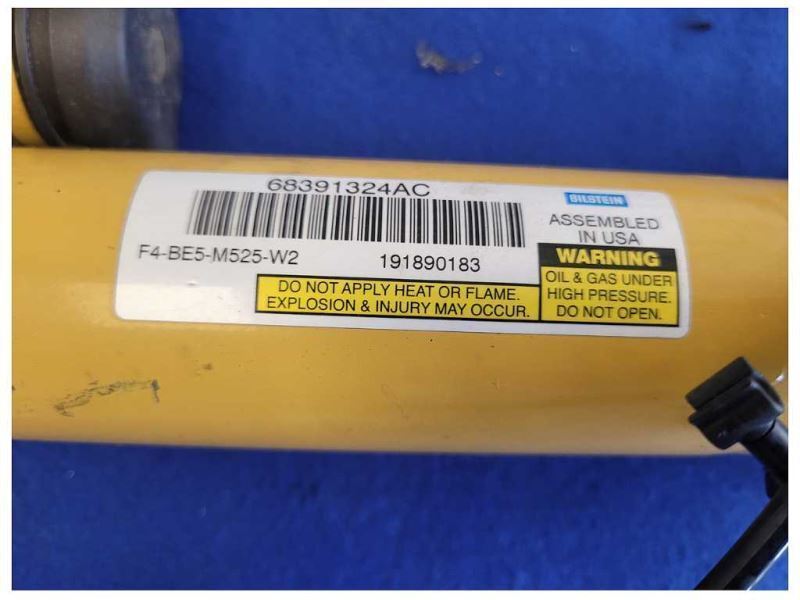 68391324AC
F4-BE5-M525-W2
191890183
DO NOT APPLY HEAT OR FLAME.
EXPLOSION & INJURY MAY OCCUR.
BILSTEIN
ASSEMBLED
IN USA
WARNING
OIL & GAS UNDER
HIGH PRESSURE.
DO NOT OPEN.